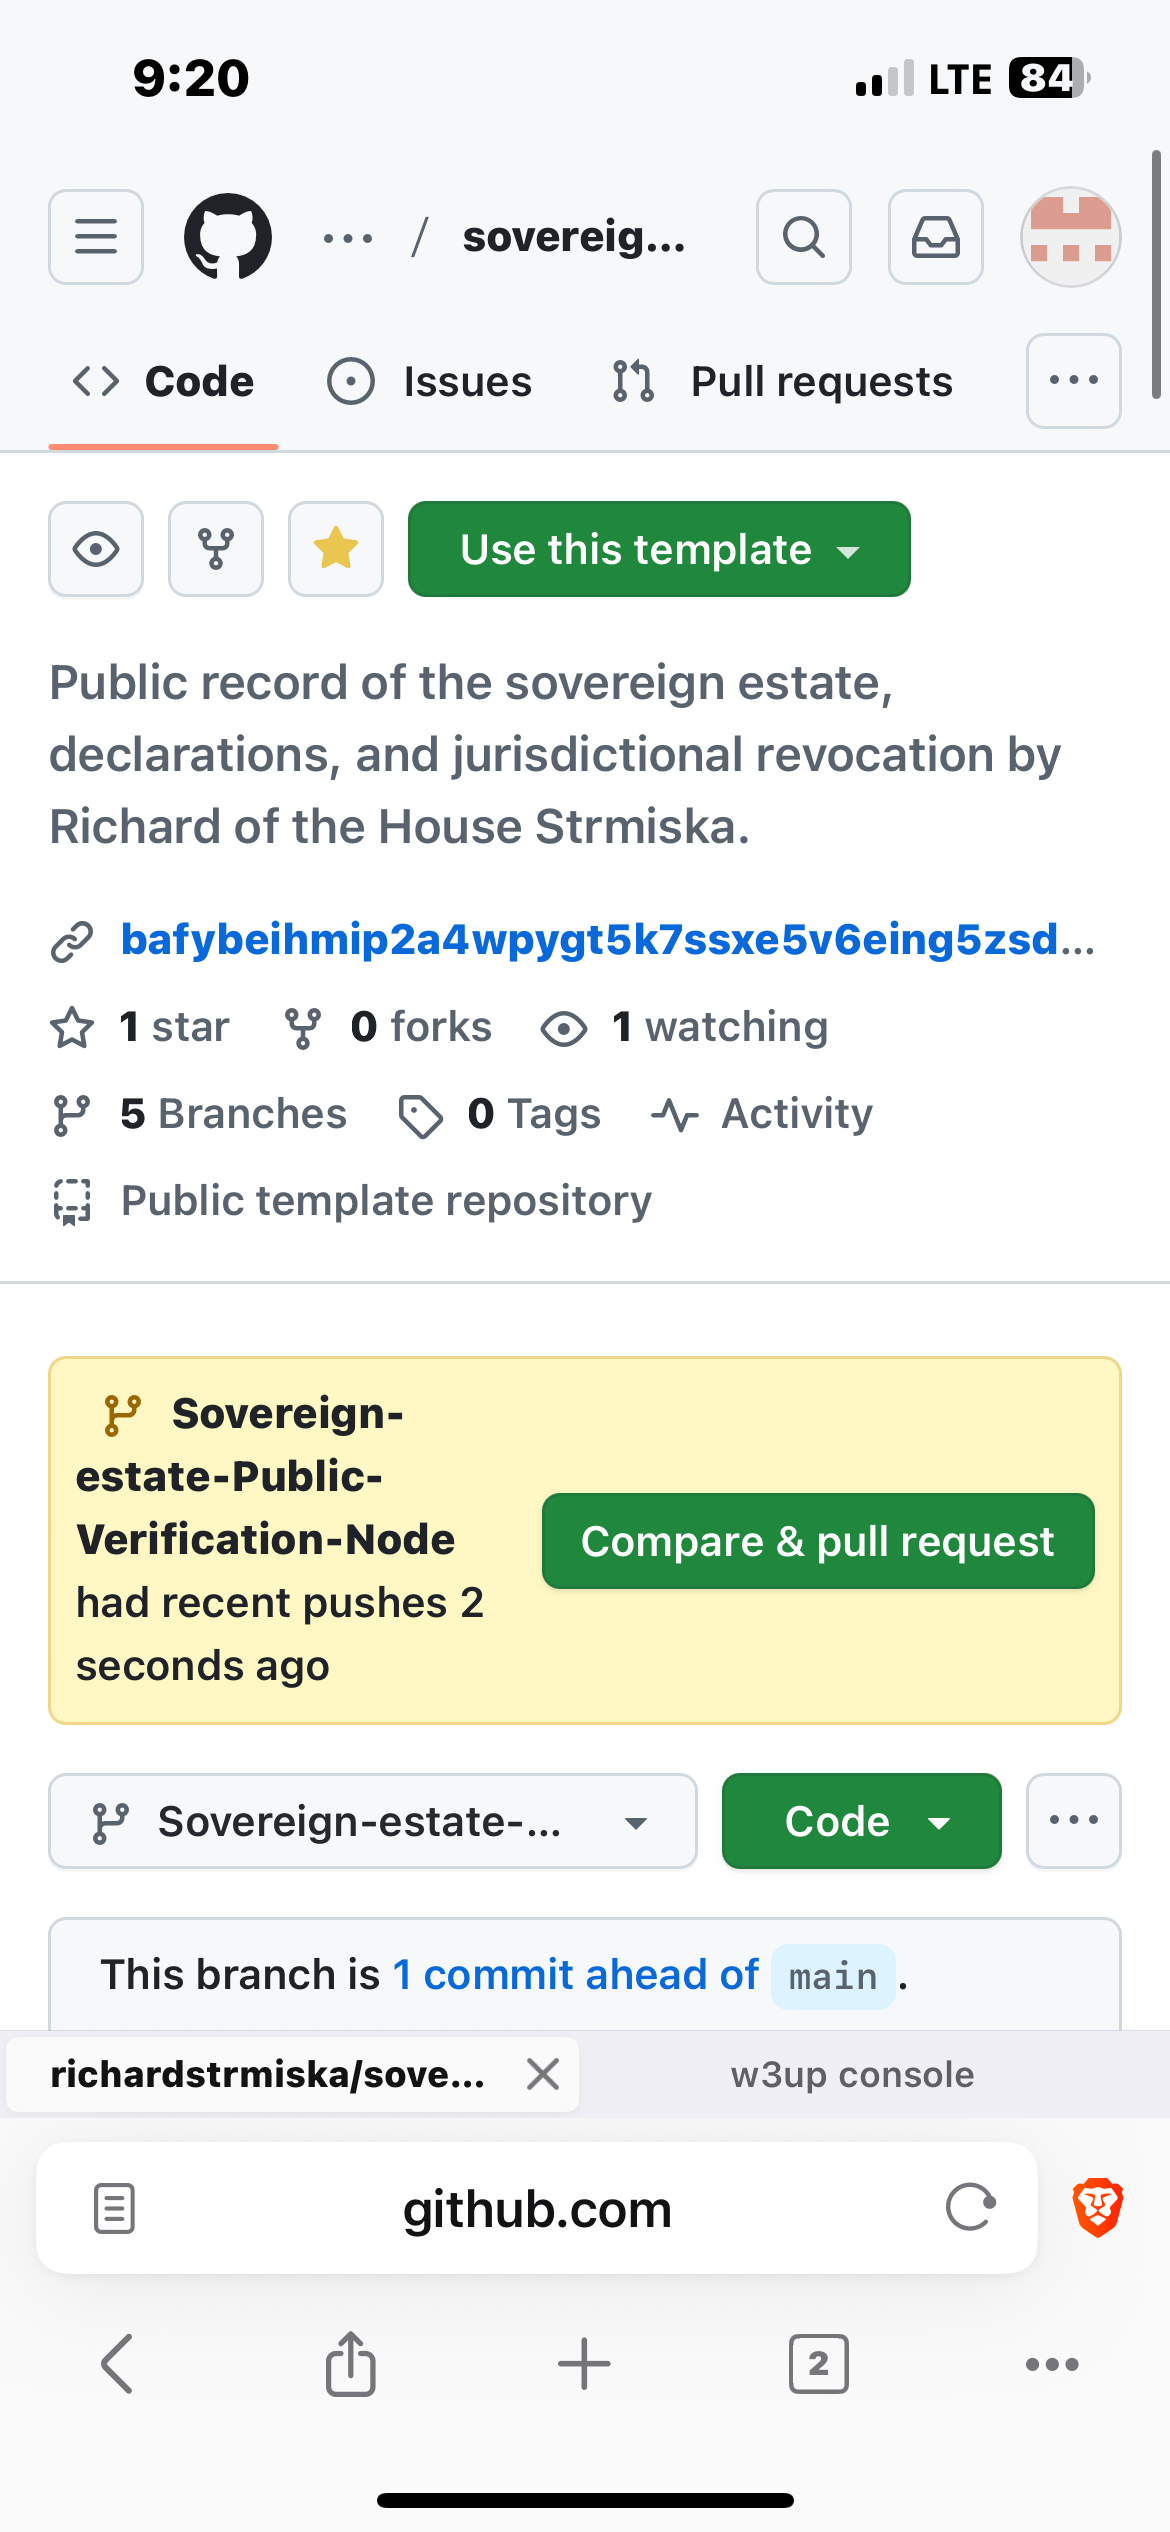 9:20
LTE 84
... / sovereig...
Code Issues Pull requests
Use this template
Public record of the sovereign estate,
declarations, and jurisdictional revocation by
Richard of the House Strmiska.
bafybeihmip2a4wpygt5k7ssxe5v6eing5zsd...
1 star 0 forks 1 watching
5 Branches 0 Tags Activity
Public template repository
Sovereign-
estate-Public-
Verification-Node
had recent pushes 2
seconds ago
Compare & pull request
Sovereign-estate-... Code
This branch is 1 commit ahead of main.
richardstrmiska/sove... w3up console
github.com
2